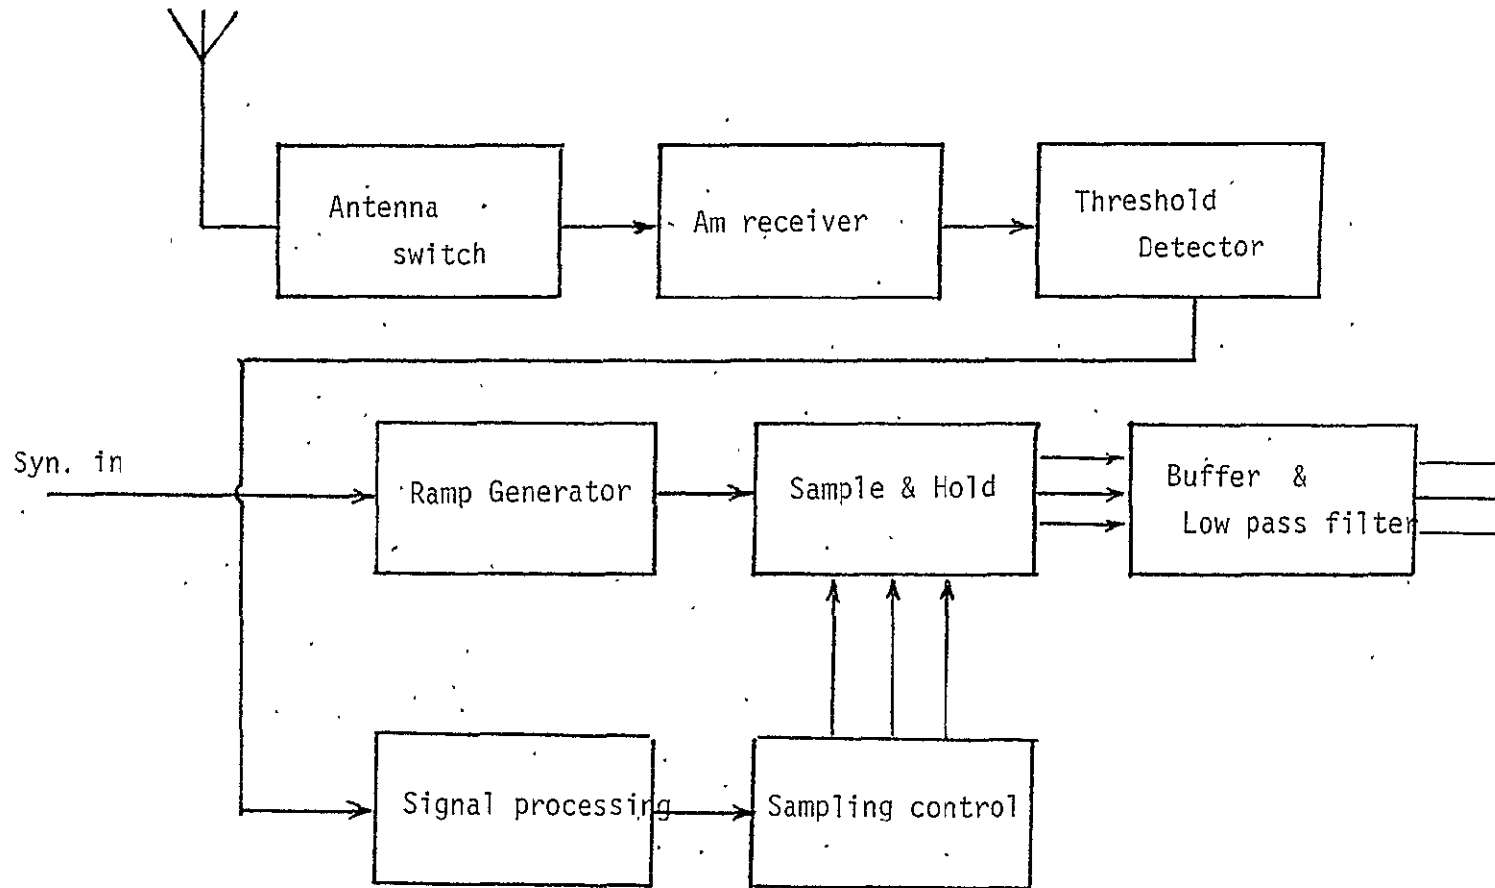 Antenna
switch
Am receiver
Threshold
Detector
Syn. in
Ramp Generator
Sample & Hold
Buffer &
Low pass filter
Signal processing
Sampling control